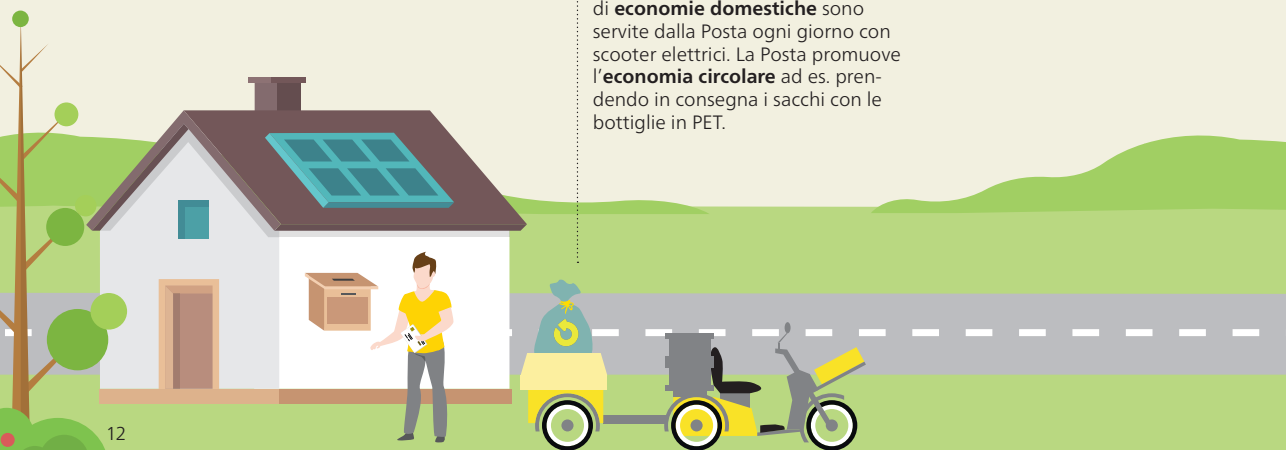 di economie domestiche sono
servite dalla Posta ogni giorno con
scooter elettrici. La Posta promuove
l'economia circolare ad es. pren-
dendo in consegna i sacchi con le
bottiglie in PET.
12